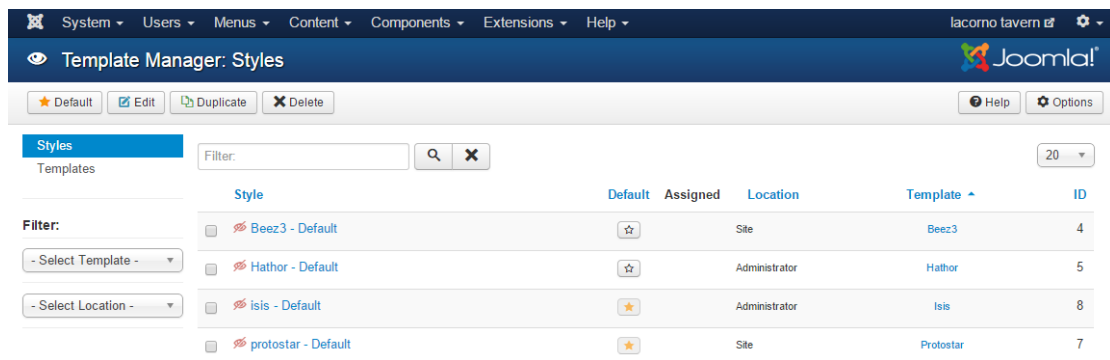 System Users Menus Content Components Extensions Help lacorno tavern
Template Manager: Styles Joomla!
Default Edit Duplicate Delete Help Options
Styles
Templates
Filter: 20
Style Default Assigned Location Template ID
Filter:
Beez3 - Default Site Beez3 4
- Select Template -
Hathor - Default Administrator Hathor 5
- Select Location -
isis - Default Administrator Isis 8
protostar - Default Site Protostar 7